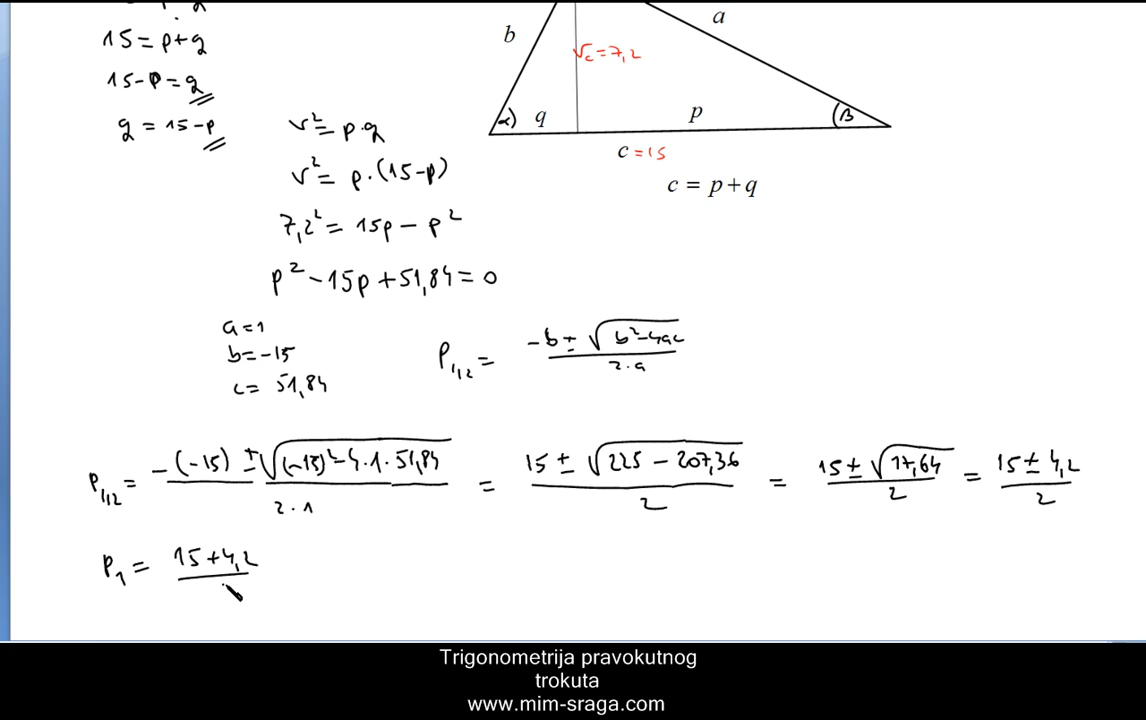 15 = p+q
15-p = q
q = 15-p
b
a
v_c = 7,2
α)
q
p
(β
c = 15
c = p + q
v² = p·q
v² = p·(15-p)
7,2² = 15p - p²
p² - 15p + 51,84 = 0
a = 1
b = -15
c = 51,84
P₁,₂ = (-b ± √(b²-4ac)) / (2·a)
P₁,₂ = (-(-15) ± √((-15)²-4·1·51,84)) / (2·1) = (15 ± √(225 - 207,36)) / 2 = (15 ± √17,64) / 2 = (15 ± 4,2) / 2
P₁ = (15+4,2) /
Trigonometrija pravokutnog
trokuta
www.mim-sraga.com